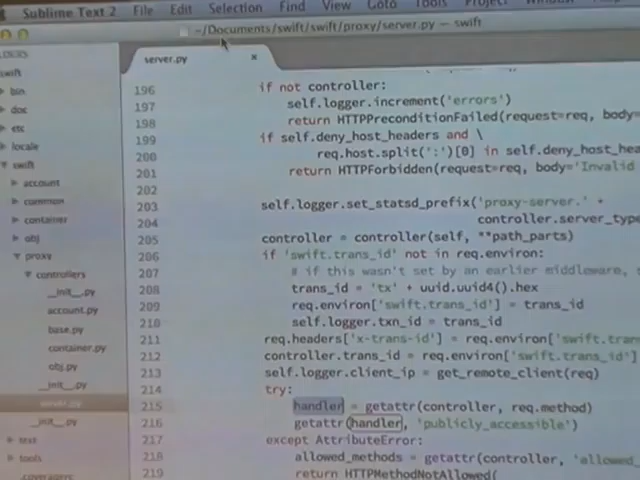 Sublime Text 2 File Edit Selection Find View Goto Tools Project
~/Documents/swift/swift/proxy/server.py — swift
server.py ×
swift
bin
doc
etc
locale
swift
account
common
container
obj
proxy
controllers
__init__.py
account.py
base.py
container.py
obj.py
__init__.py
server.py
__init__.py
test
tools
196 if not controller:
197 self.logger.increment('errors')
198 return HTTPPreconditionFailed(request=req, body=
199 if self.deny_host_headers and \
200 req.host.split(':')[0] in self.deny_host_hea
201 return HTTPForbidden(request=req, body='Invalid
202
203 self.logger.set_statsd_prefix('proxy-server.' +
204 controller.server_type
205 controller = controller(self, **path_parts)
206 if 'swift.trans_id' not in req.environ:
207 # if this wasn't set by an earlier middleware,
208 trans_id = 'tx' + uuid.uuid4().hex
209 req.environ['swift.trans_id'] = trans_id
210 self.logger.txn_id = trans_id
211 req.headers['x-trans-id'] = req.environ['swift.trans
212 controller.trans_id = req.environ['swift.trans_id']
213 self.logger.client_ip = get_remote_client(req)
214 try:
215 handler = getattr(controller, req.method)
216 getattr(handler, 'publicly_accessible')
217 except AttributeError:
218 allowed_methods = getattr(controller, 'allowed_
219 return HTTPMethodNotAllowed(